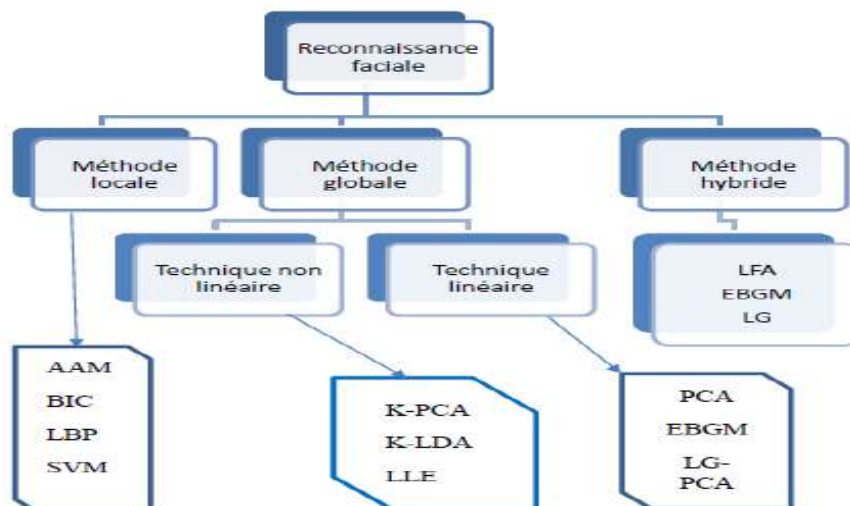 Reconnaissance
faciale
Méthode
locale
Méthode
globale
Méthode
hybride
Technique non
linéaire
Technique
linéaire
LFA
EBGM
LG
AAM
BIC
LBP
SVM
K-PCA
K-LDA
LLE
PCA
EBGM
LG-
PCA